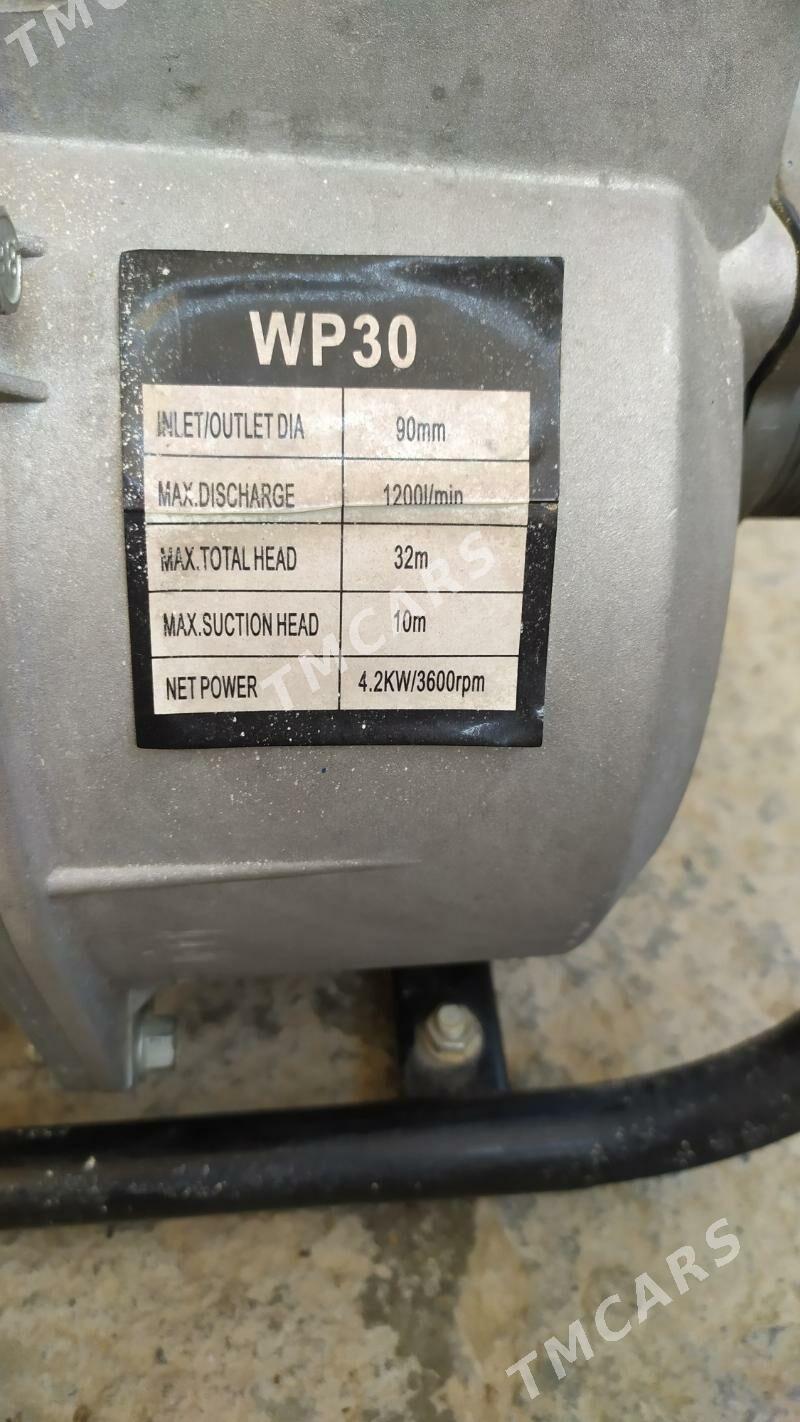 TMCARS
WP30
INLET/OUTLET DIA 90mm
MAX.DISCHARGE 1200l/min
MAX.TOTAL HEAD 32m
MAX.SUCTION HEAD 10m
NET POWER 4.2KW/3600rpm
TMCARS
TMCARS